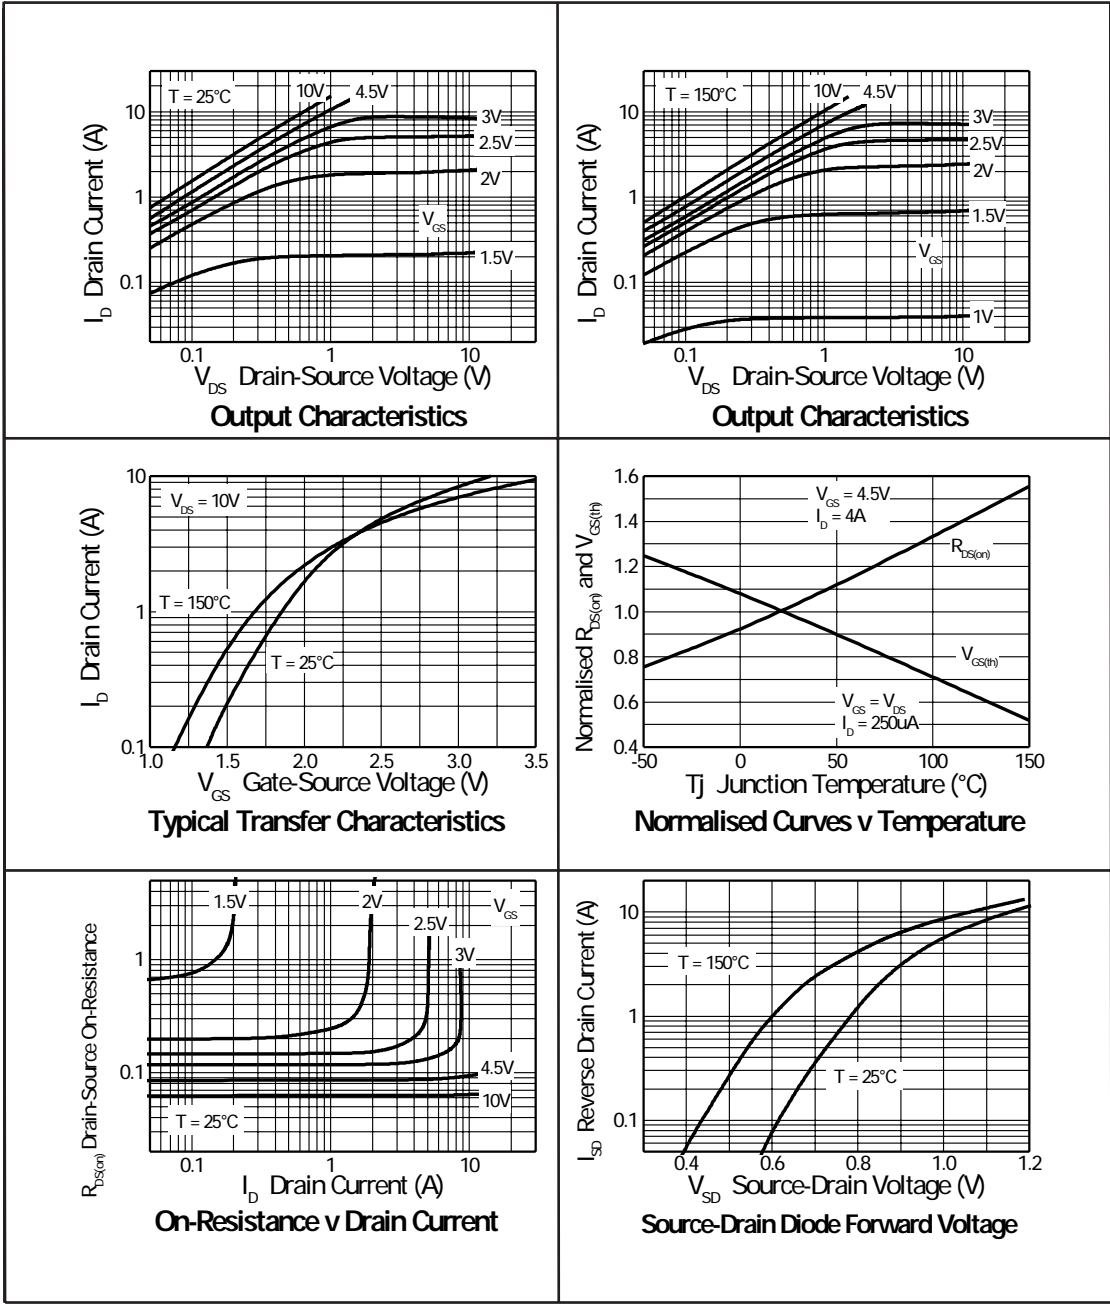 T = 25°C
10V
4.5V
3V
2.5V
2V
V_GS
1.5V
10
1
0.1
I_D Drain Current (A)
0.1 1 10
V_DS Drain-Source Voltage (V)
Output Characteristics
T = 150°C
10V
4.5V
3V
2.5V
2V
1.5V
V_GS
1V
10
1
0.1
I_D Drain Current (A)
0.1 1 10
V_DS Drain-Source Voltage (V)
Output Characteristics
V_DS = 10V
T = 150°C
T = 25°C
10
1
0.1
I_D Drain Current (A)
1.0 1.5 2.0 2.5 3.0 3.5
V_GS Gate-Source Voltage (V)
Typical Transfer Characteristics
V_GS = 4.5V
I_D = 4A
R_DS(on)
V_GS(th)
V_GS = V_DS
I_D = 250uA
1.6
1.4
1.2
1.0
0.8
0.6
0.4
Normalised R_DS(on) and V_GS(th)
-50 0 50 100 150
Tj Junction Temperature (°C)
Normalised Curves v Temperature
1.5V
2V
V_GS
2.5V
3V
4.5V
10V
T = 25°C
1
0.1
R_DS(on) Drain-Source On-Resistance
0.1 1 10
I_D Drain Current (A)
On-Resistance v Drain Current
T = 150°C
T = 25°C
10
1
0.1
I_SD Reverse Drain Current (A)
0.4 0.6 0.8 1.0 1.2
V_SD Source-Drain Voltage (V)
Source-Drain Diode Forward Voltage